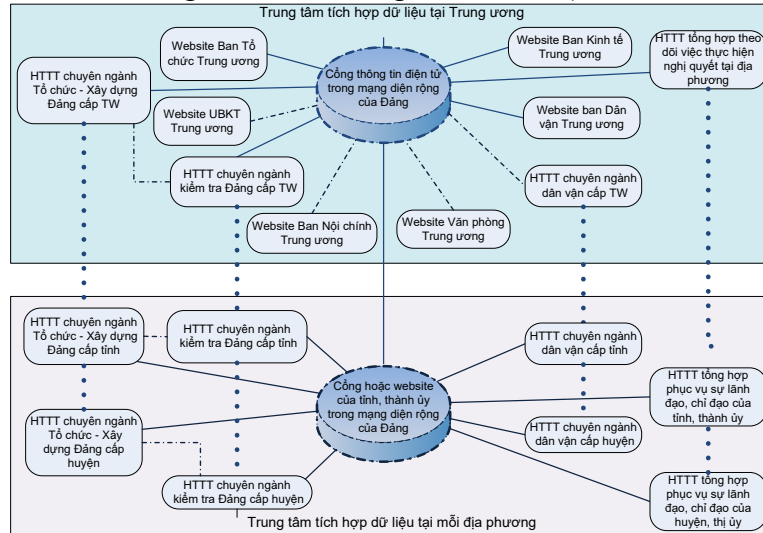 Trung tâm tích hợp dữ liệu tại Trung ương
Website Ban Tổ
chức Trung ương
Website Ban Kinh tế
Trung ương
HTTT tổng hợp theo
dõi việc thực hiện
nghị quyết tại địa
phương
HTTT chuyên ngành
Tổ chức - Xây dựng
Đảng cấp TW
Cổng thông tin điện tử
trong mạng diện rộng
của Đảng
Website UBKT
Trung ương
Website ban Dân
vận Trung ương
HTTT chuyên ngành
kiểm tra Đảng cấp TW
HTTT chuyên ngành
dân vận cấp TW
Website Ban Nội chính
Trung ương
Website Văn phòng
Trung ương
HTTT chuyên ngành
Tổ chức - Xây dựng
Đảng cấp tỉnh
HTTT chuyên ngành
kiểm tra Đảng cấp tỉnh
HTTT chuyên ngành
dân vận cấp tỉnh
Cổng hoặc website
của tỉnh, thành ủy
trong mạng diện rộng
của Đảng
HTTT tổng hợp
phục vụ sự lãnh
đạo, chỉ đạo của
tỉnh, thành ủy
HTTT chuyên ngành
Tổ chức - Xây
dựng Đảng cấp
huyện
HTTT chuyên ngành
dân vận cấp huyện
HTTT chuyên ngành
kiểm tra Đảng cấp huyện
HTTT tổng hợp
phục vụ sự lãnh
đạo, chỉ đạo của
huyện, thị ủy
Trung tâm tích hợp dữ liệu tại mỗi địa phương